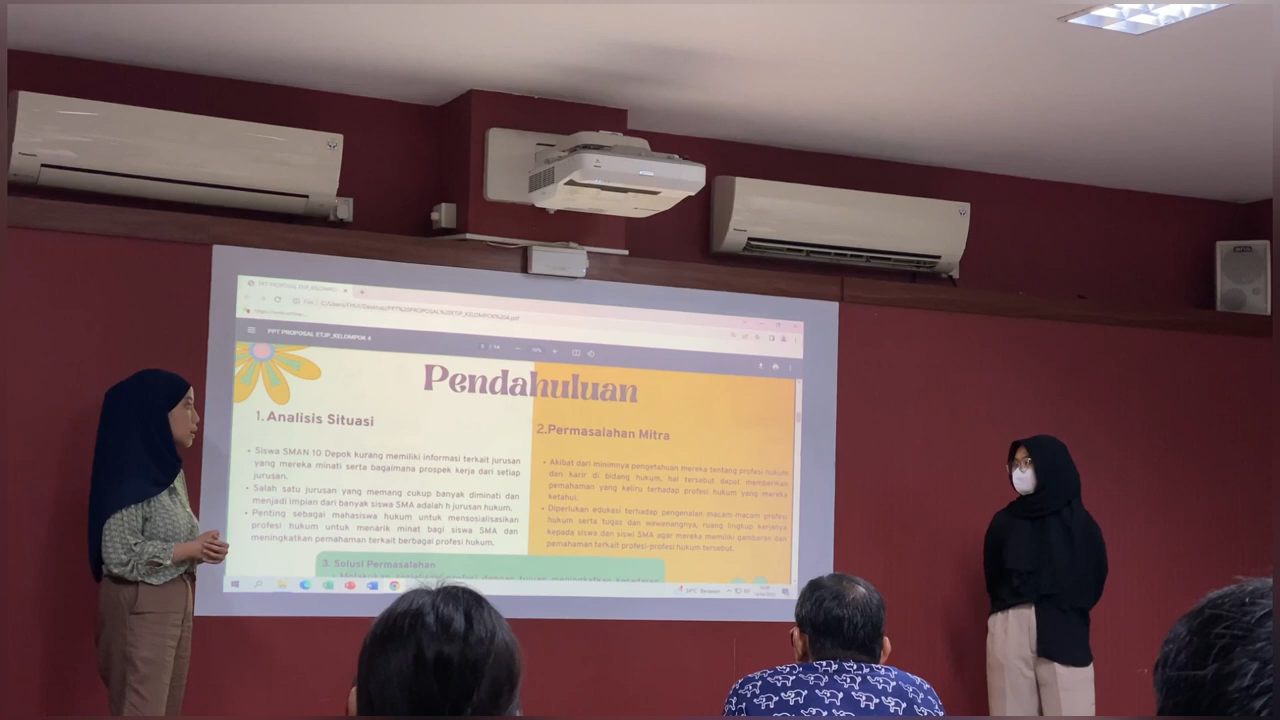 PPT PROPOSAL ETJP_KELOMPO
File
PPT PROPOSAL ETJP_KELOMPOK 4
Pendahuluan
1. Analisis Situasi
• Siswa SMAN 10 Depok kurang memiliki informasi terkait jurusan
yang mereka minati serta bagaimana prospek kerja dari setiap
jurusan.
• Salah satu jurusan yang memang cukup banyak diminati dan
menjadi impian dari banyak siswa SMA adalah h jurusan hukum.
• Penting sebagai mahasiswa hukum untuk mensosialisasikan
profesi hukum untuk menarik minat bagi siswa SMA dan
meningkatkan pemahaman terkait berbagai profesi hukum.
2.Permasalahan Mitra
• Akibat dari minimnya pengetahuan mereka tentang profesi hukum
dan karir di bidang hukum, hal tersebut dapat memberikan
pemahaman yang keliru terhadap profesi hukum yang mereka
ketahui.
• Diperlukan edukasi terhadap pengenalan macam-macam profesi
hukum serta tugas dan wewenangnya, ruang lingkup kerjanya
kepada siswa dan siswi SMA agar mereka memiliki gambaran dan
pemahaman terkait profesi-profesi hukum tersebut.
3. Solusi Permasalahan
34°C Berawan